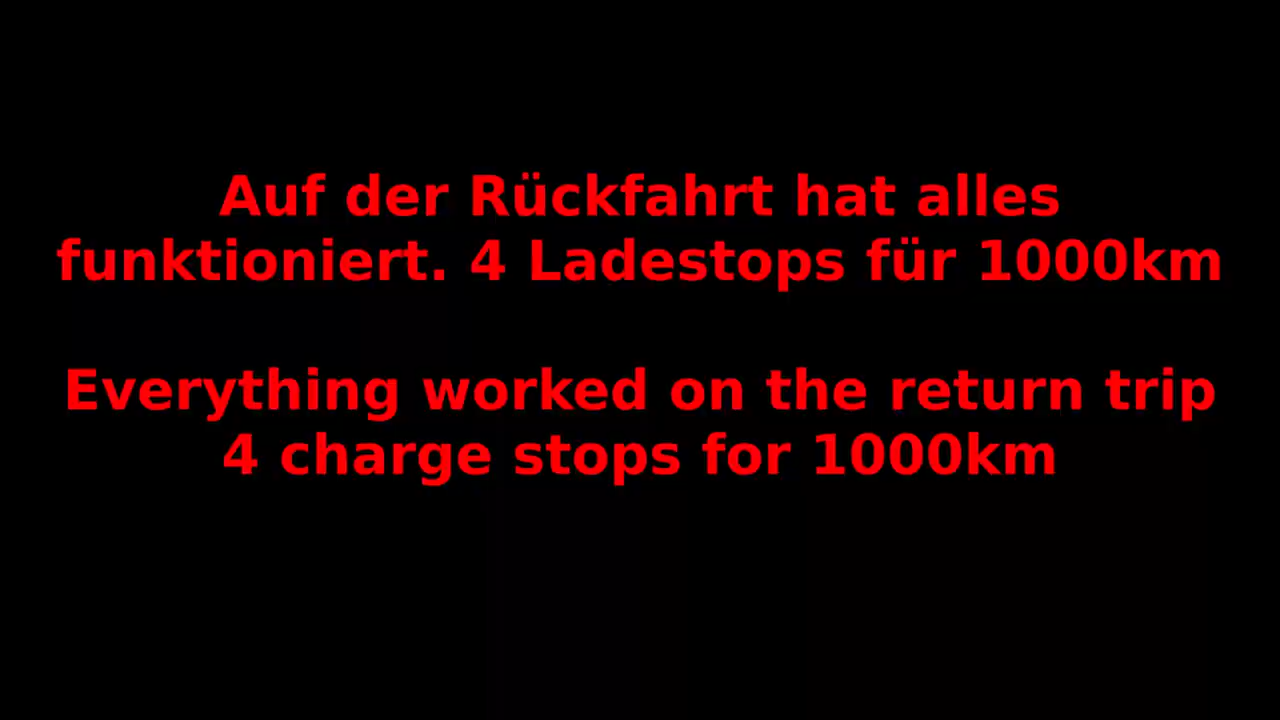 Auf der Rückfahrt hat alles
funktioniert. 4 Ladestops für 1000km
Everything worked on the return trip
4 charge stops for 1000km